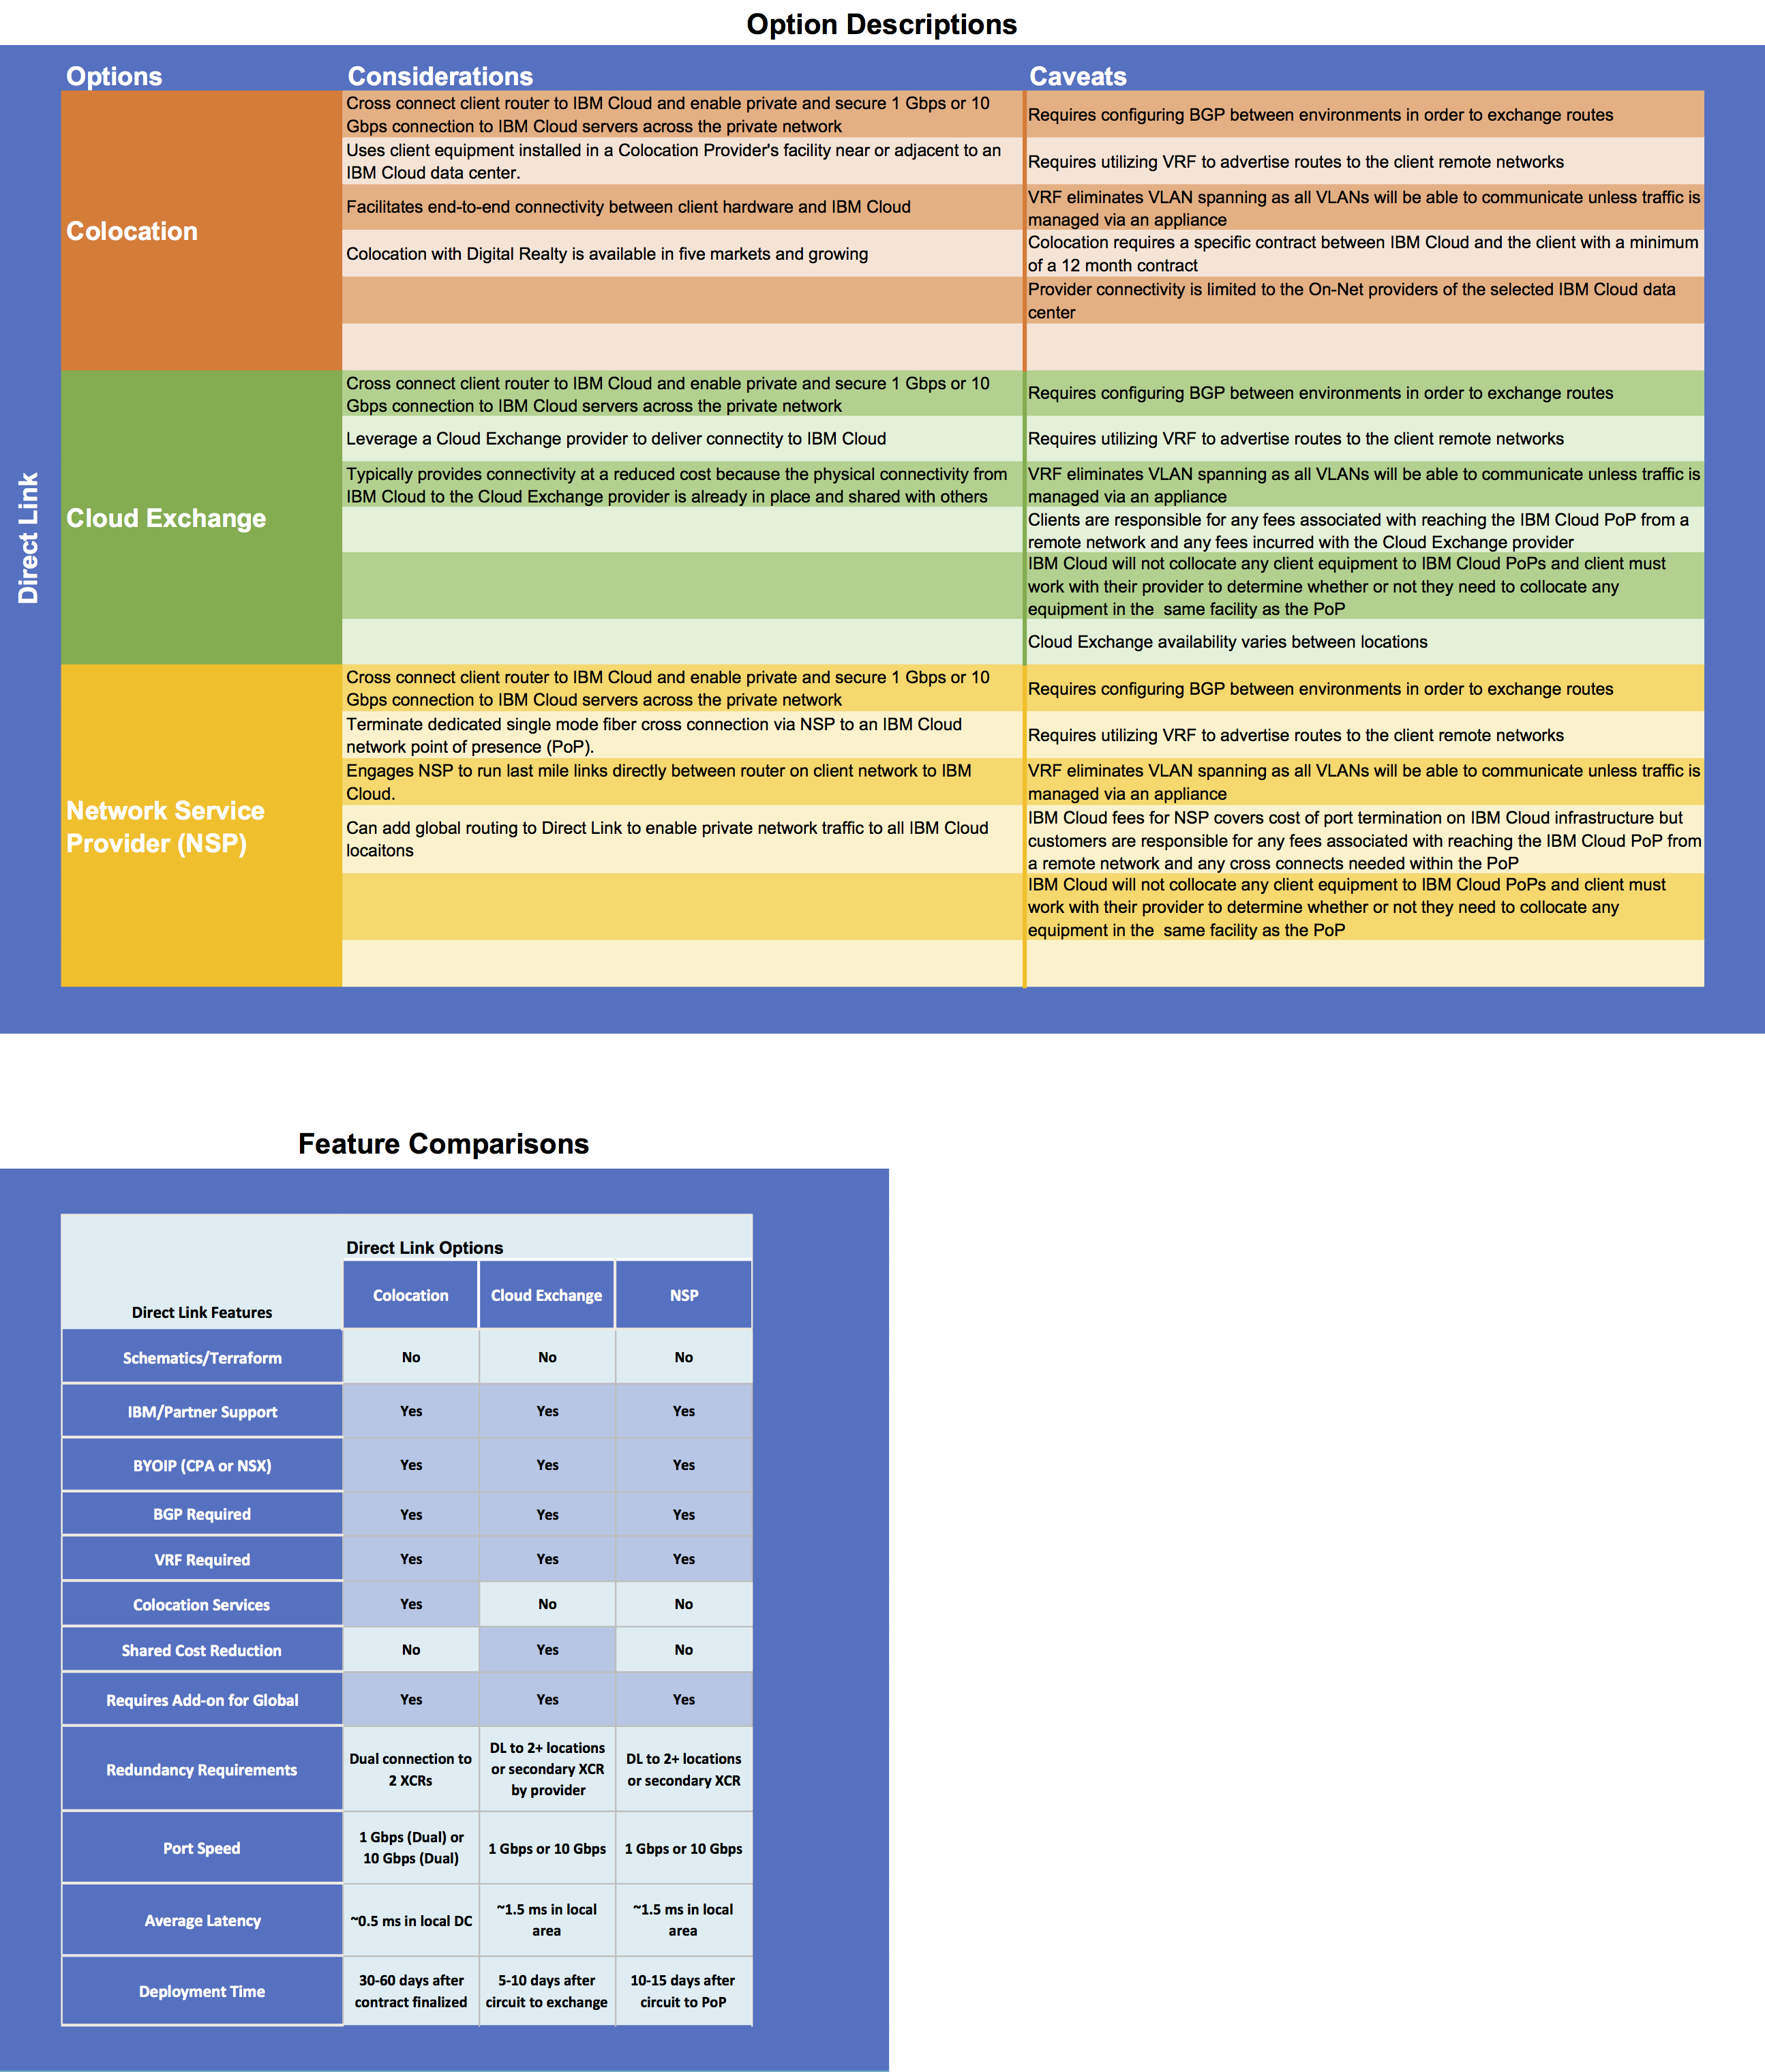 Option Descriptions
Options
Considerations
Caveats
Direct Link
Colocation
Cross connect client router to IBM Cloud and enable private and secure 1 Gbps or 10
Gbps connection to IBM Cloud servers across the private network
Requires configuring BGP between environments in order to exchange routes
Uses client equipment installed in a Colocation Provider's facility near or adjacent to an
IBM Cloud data center.
Requires utilizing VRF to advertise routes to the client remote networks
Facilitates end-to-end connectivity between client hardware and IBM Cloud
VRF eliminates VLAN spanning as all VLANs will be able to communicate unless traffic is
managed via an appliance
Colocation with Digital Realty is available in five markets and growing
Colocation requires a specific contract between IBM Cloud and the client with a minimum
of a 12 month contract
Provider connectivity is limited to the On-Net providers of the selected IBM Cloud data
center
Cloud Exchange
Cross connect client router to IBM Cloud and enable private and secure 1 Gbps or 10
Gbps connection to IBM Cloud servers across the private network
Requires configuring BGP between environments in order to exchange routes
Leverage a Cloud Exchange provider to deliver connectity to IBM Cloud
Requires utilizing VRF to advertise routes to the client remote networks
Typically provides connectivity at a reduced cost because the physical connectivity from
IBM Cloud to the Cloud Exchange provider is already in place and shared with others
VRF eliminates VLAN spanning as all VLANs will be able to communicate unless traffic is
managed via an appliance
Clients are responsible for any fees associated with reaching the IBM Cloud PoP from a
remote network and any fees incurred with the Cloud Exchange provider
IBM Cloud will not collocate any client equipment to IBM Cloud PoPs and client must
work with their provider to determine whether or not they need to collocate any
equipment in the  same facility as the PoP
Cloud Exchange availability varies between locations
Network Service
Provider (NSP)
Cross connect client router to IBM Cloud and enable private and secure 1 Gbps or 10
Gbps connection to IBM Cloud servers across the private network
Requires configuring BGP between environments in order to exchange routes
Terminate dedicated single mode fiber cross connection via NSP to an IBM Cloud
network point of presence (PoP).
Requires utilizing VRF to advertise routes to the client remote networks
Engages NSP to run last mile links directly between router on client network to IBM
Cloud.
VRF eliminates VLAN spanning as all VLANs will be able to communicate unless traffic is
managed via an appliance
Can add global routing to Direct Link to enable private network traffic to all IBM Cloud
locaitons
IBM Cloud fees for NSP covers cost of port termination on IBM Cloud infrastructure but
customers are responsible for any fees associated with reaching the IBM Cloud PoP from
a remote network and any cross connects needed within the PoP
IBM Cloud will not collocate any client equipment to IBM Cloud PoPs and client must
work with their provider to determine whether or not they need to collocate any
equipment in the  same facility as the PoP
Feature Comparisons
Direct Link Options
Direct Link Features
Colocation
Cloud Exchange
NSP
Schematics/Terraform
No
No
No
IBM/Partner Support
Yes
Yes
Yes
BYOIP (CPA or NSX)
Yes
Yes
Yes
BGP Required
Yes
Yes
Yes
VRF Required
Yes
Yes
Yes
Colocation Services
Yes
No
No
Shared Cost Reduction
No
Yes
No
Requires Add-on for Global
Yes
Yes
Yes
Redundancy Requirements
Dual connection to
2 XCRs
DL to 2+ locations
or secondary XCR
by provider
DL to 2+ locations
or secondary XCR
Port Speed
1 Gbps (Dual) or
10 Gbps (Dual)
1 Gbps or 10 Gbps
1 Gbps or 10 Gbps
Average Latency
~0.5 ms in local DC
~1.5 ms in local
area
~1.5 ms in local
area
Deployment Time
30-60 days after
contract finalized
5-10 days after
circuit to exchange
10-15 days after
circuit to PoP